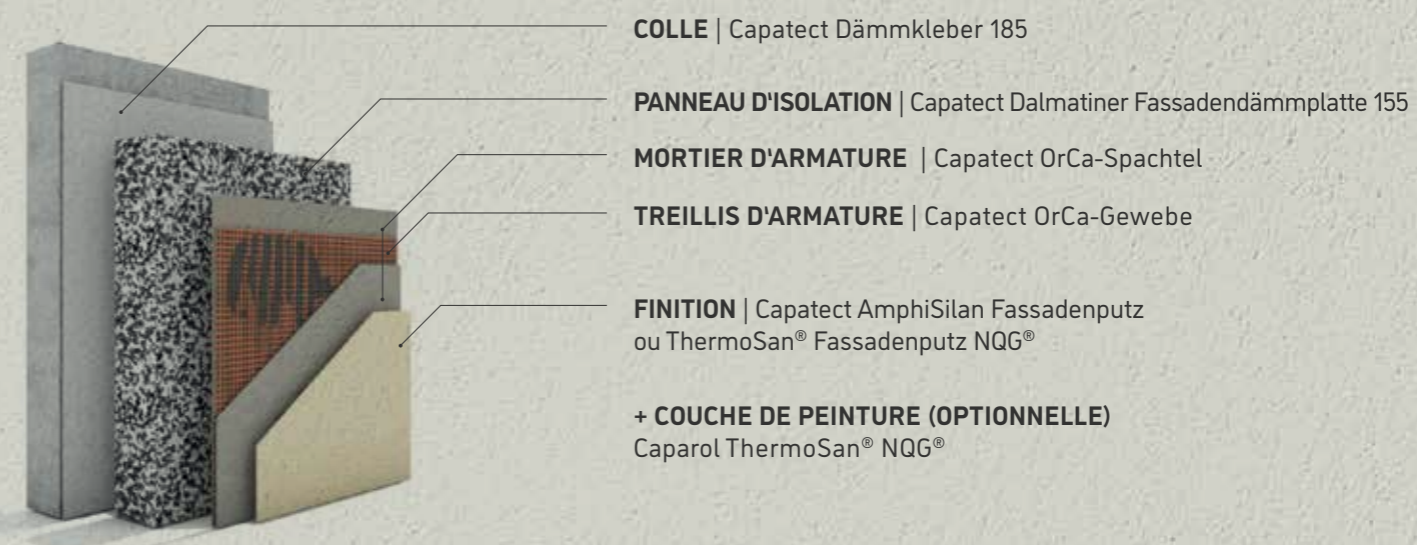 COLLE | Capatect Dämmkleber 185
PANNEAU D'ISOLATION | Capatect Dalmatiner Fassadendämmplatte 155
MORTIER D'ARMATURE | Capatect OrCa-Spachtel
TREILLIS D'ARMATURE | Capatect OrCa-Gewebe
FINITION | Capatect AmphiSilan Fassadenputz
ou ThermoSan® Fassadenputz NQG®
+ COUCHE DE PEINTURE (OPTIONNELLE)
Caparol ThermoSan® NQG®